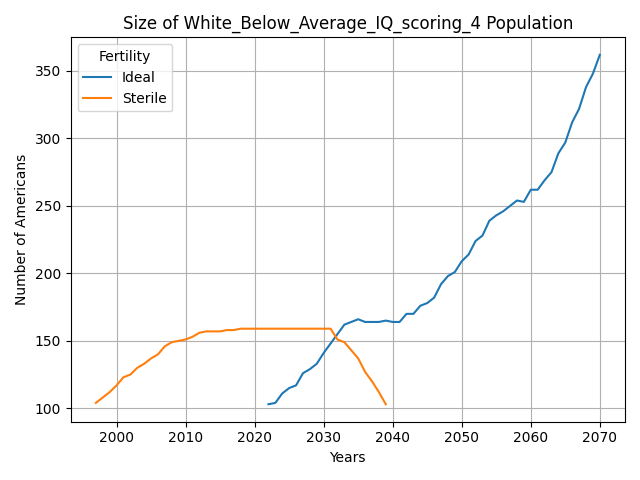 Size of White_Below_Average_IQ_scoring_4 Population
Fertility
Ideal
Sterile
Number of Americans
350
300
250
200
150
100
2000
2010
2020
2030
2040
2050
2060
2070
Years